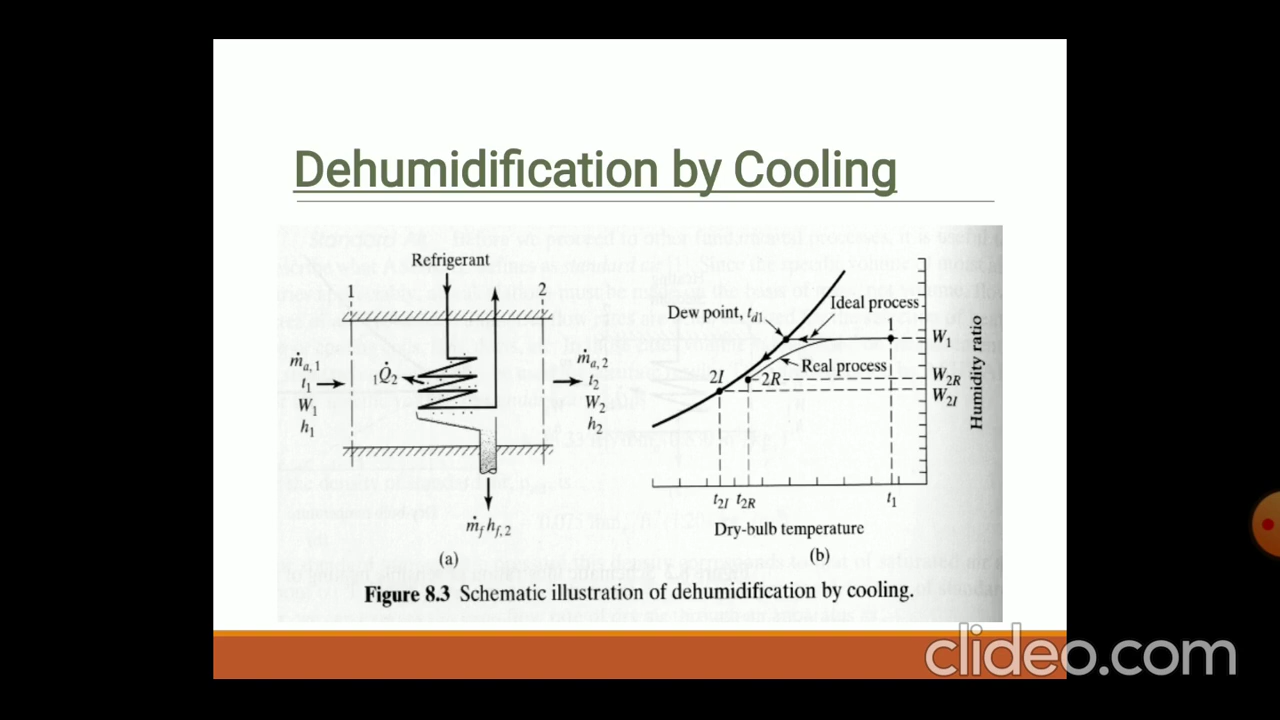 Dehumidification by Cooling
Refrigerant
1
2
ṁa,1
t1
W1
h1
1Q̇2
ṁa,2
t2
W2
h2
ṁf hf,2
(a)
Dew point, td1
Ideal process
1
Real process
2I
2R
W1
W2R
W2I
Humidity ratio
t2I t2R
t1
Dry-bulb temperature
(b)
Figure 8.3 Schematic illustration of dehumidification by cooling.
clideo.com